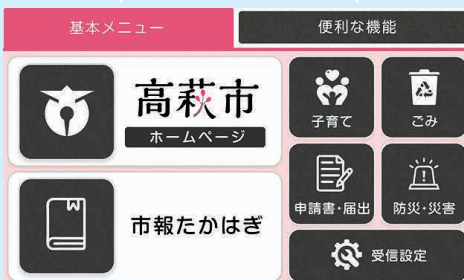 基本メニュー
便利な機能
高萩市
ホームページ
子育て
ごみ
市報たかはぎ
申請書・届出
防災・災害
受信設定